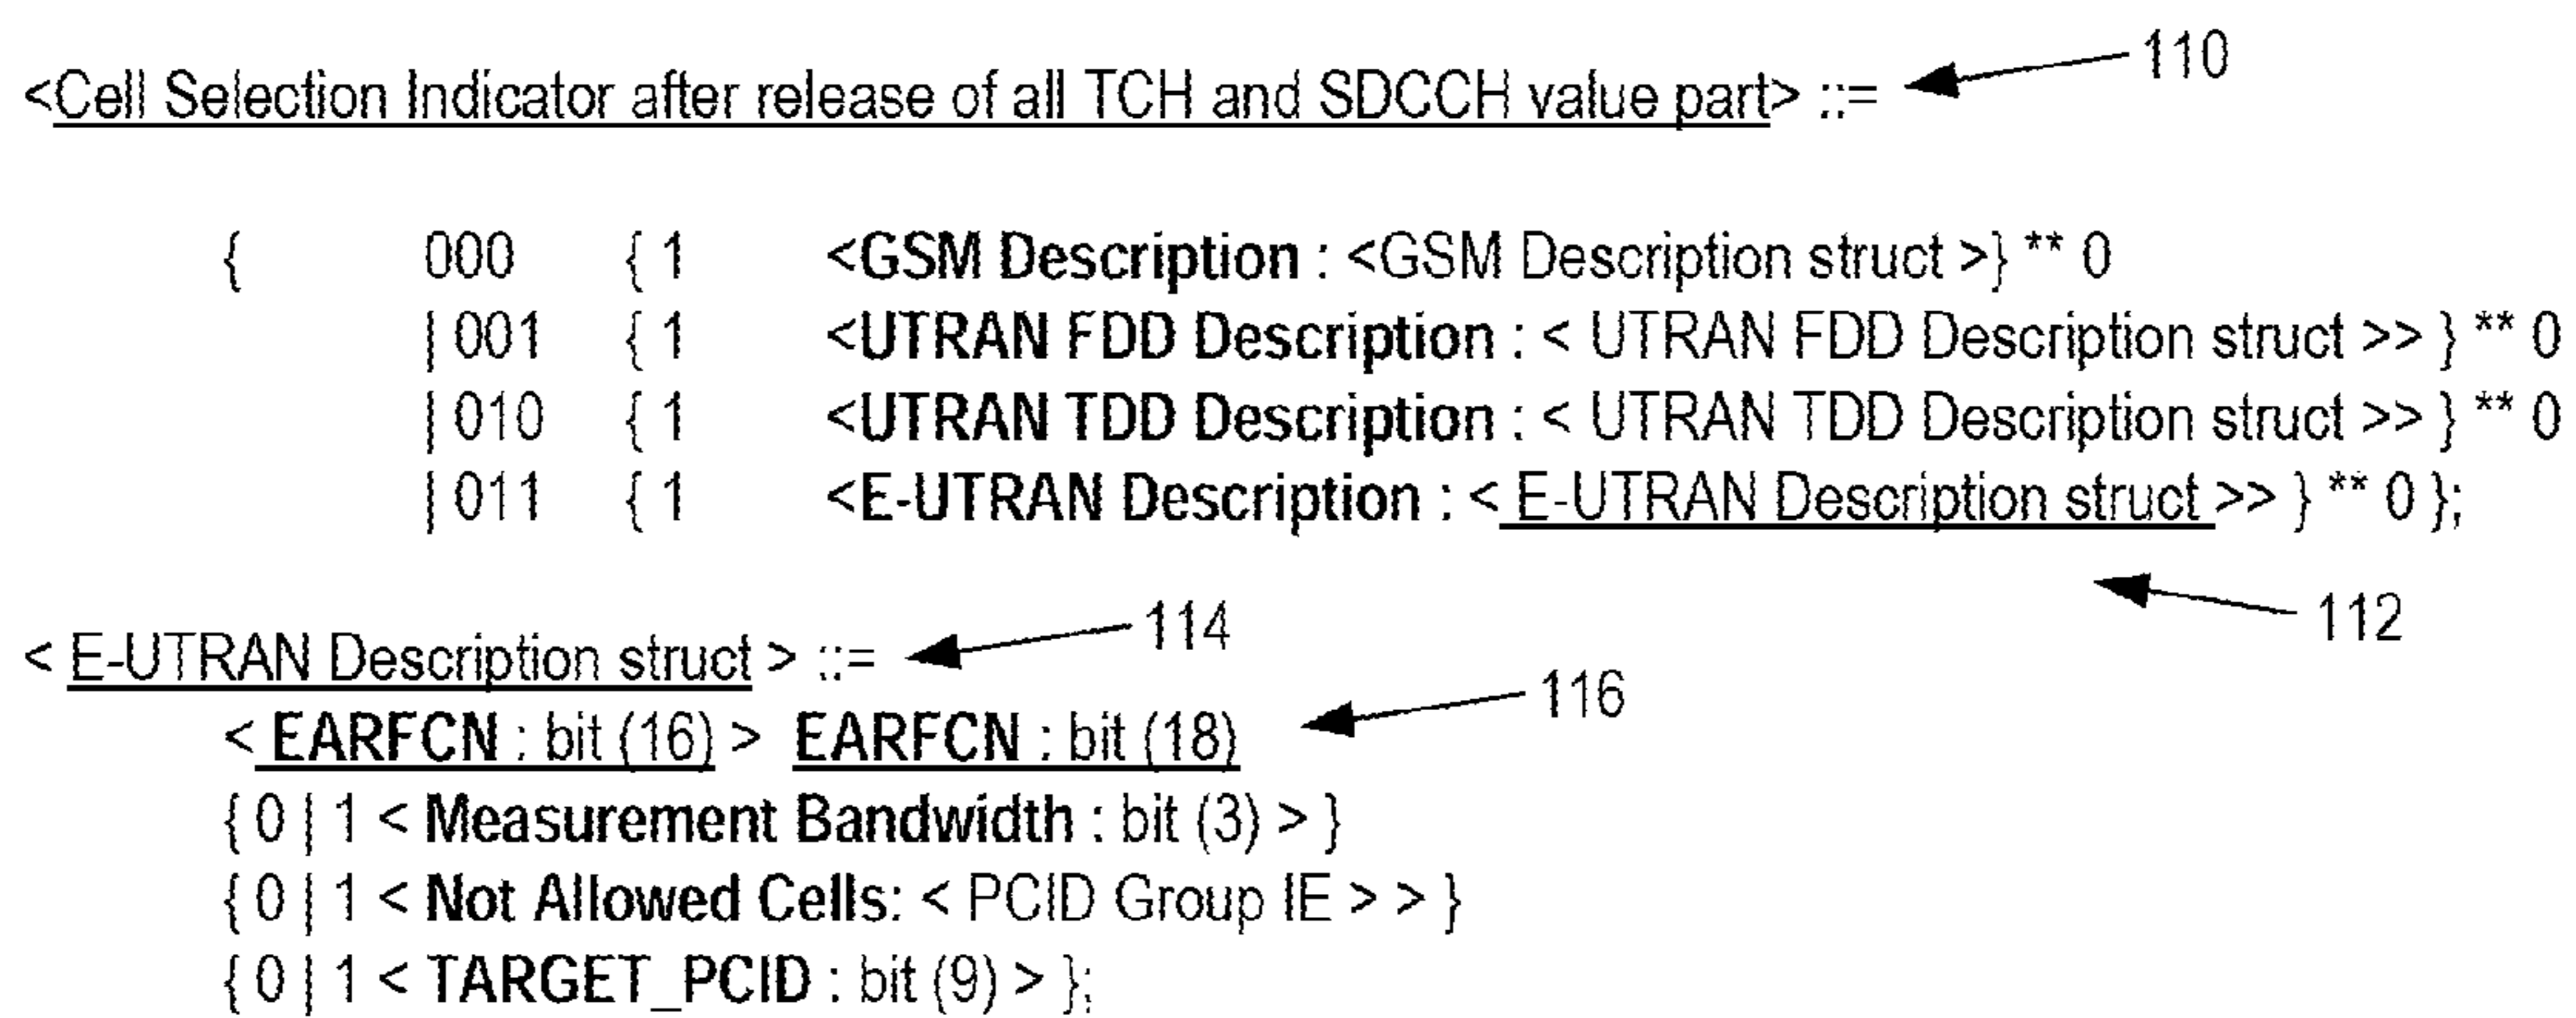 110
<Cell Selection Indicator after release of all TCH and SDCCH value part> ::=
{ 000 { 1 <GSM Description : <GSM Description struct >} ** 0
| 001 { 1 <UTRAN FDD Description : < UTRAN FDD Description struct >> } ** 0
| 010 { 1 <UTRAN TDD Description : < UTRAN TDD Description struct >> } ** 0
| 011 { 1 <E-UTRAN Description : < E-UTRAN Description struct >> } ** 0 };
112
114
< E-UTRAN Description struct > ::=
116
< EARFCN : bit (16) > EARFCN : bit (18)
{ 0 | 1 < Measurement Bandwidth : bit (3) > }
{ 0 | 1 < Not Allowed Cells: < PCID Group IE > > }
{ 0 | 1 < TARGET_PCID : bit (9) > };